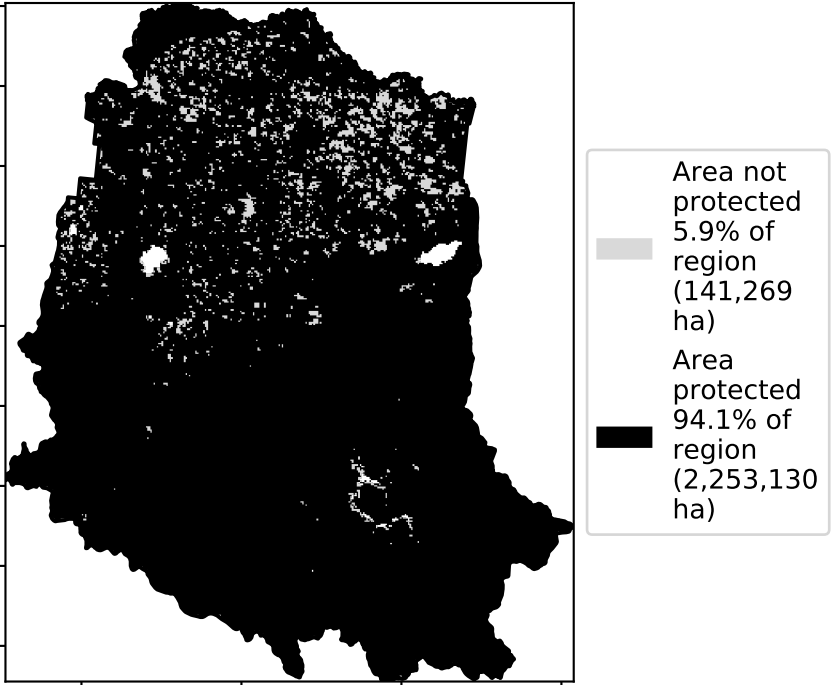 Area not
protected
5.9% of
region
(141,269
ha)
Area
protected
94.1% of
region
(2,253,130
ha)